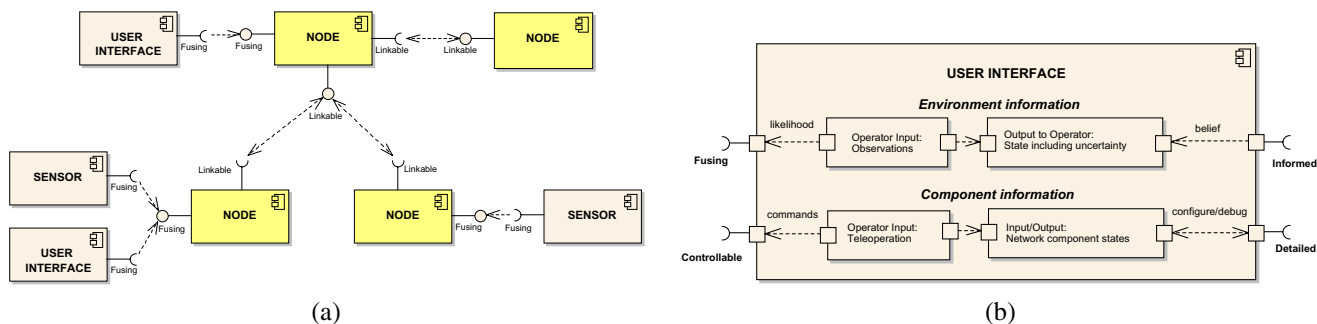 USER
INTERFACE
Fusing
Fusing
NODE
Linkable
Linkable
NODE
Linkable
Linkable
Linkable
SENSOR
Fusing
USER
INTERFACE
Fusing
Fusing
NODE
NODE
Fusing
Fusing
SENSOR
(a)
USER INTERFACE
Environment information
likelihood
Operator Input:
Observations
Output to Operator:
State including uncertainty
belief
Fusing
Informed
Component information
commands
Operator Input:
Teleoperation
Input/Output:
Network component states
configure/debug
Controllable
Detailed
(b)